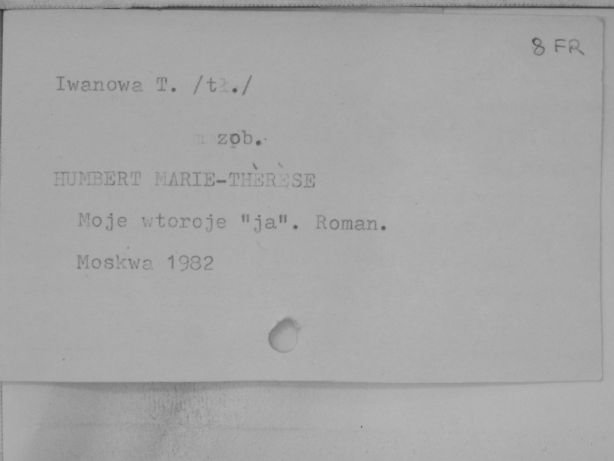 8 FR
Iwanowa T. /tł./
zob.
HUMBERT MARIE-THÈRÈSE
Moje wtoroje "ja". Roman.
Moskwa 1982